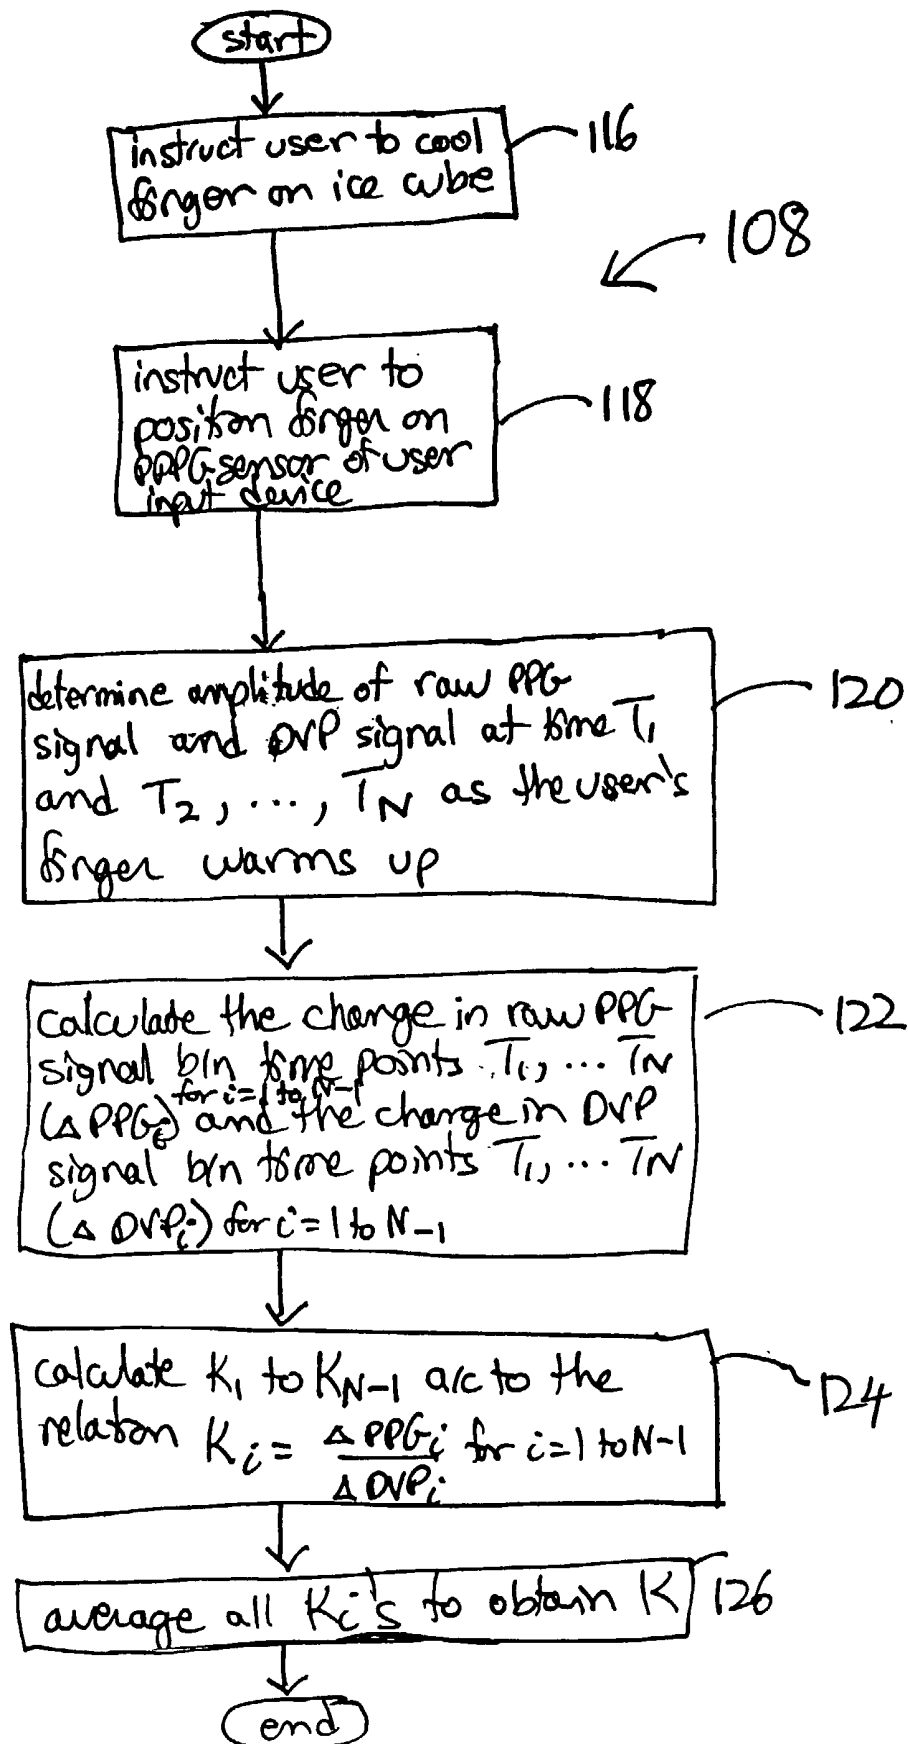 start
instruct user to cool
finger on ice cube
116
108
instruct user to
position finger on
PPG sensor of user
input device
118
determine amplitude of raw PPG
signal and DVP signal at time T1
and T2, ..., TN as the user's
finger warms up
120
calculate the change in raw PPG
signal b/n time points T1, ... TN
for i=1 to N-1
(Δ PPGi) and the change in DVP
signal b/n time points T1, ... TN
(Δ DVPi) for i=1 to N-1
122
calculate K1 to KN-1 a/c to the
relation Ki = Δ PPGi / Δ DVPi for i=1 to N-1
124
average all Ki's to obtain K
126
end